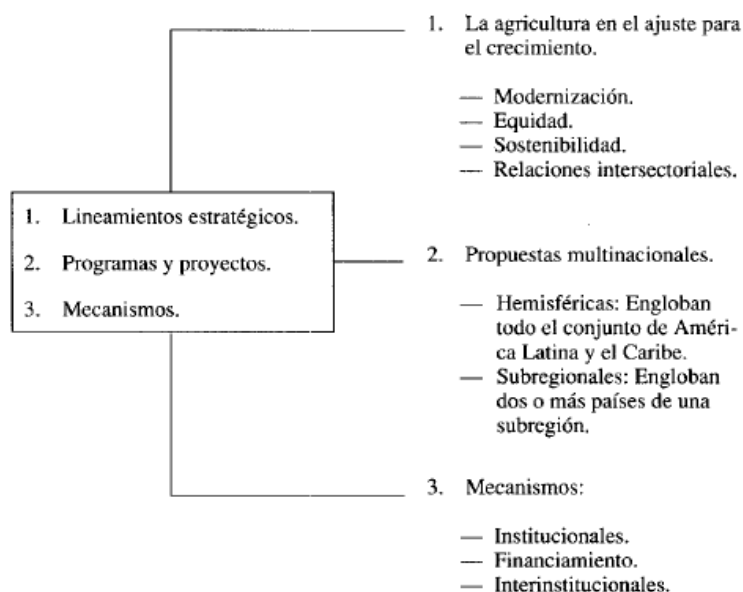 1. La agricultura en el ajuste para
el crecimiento.
— Modernización.
— Equidad.
— Sostenibilidad.
— Relaciones intersectoriales.
1. Lineamientos estratégicos.
2. Programas y proyectos.
3. Mecanismos.
2. Propuestas multinacionales.
— Hemisféricas: Engloban
todo el conjunto de Améri-
ca Latina y el Caribe.
— Subregionales: Engloban
dos o más países de una
subregión.
3. Mecanismos:
— Institucionales.
— Financiamiento.
— Interinstitucionales.